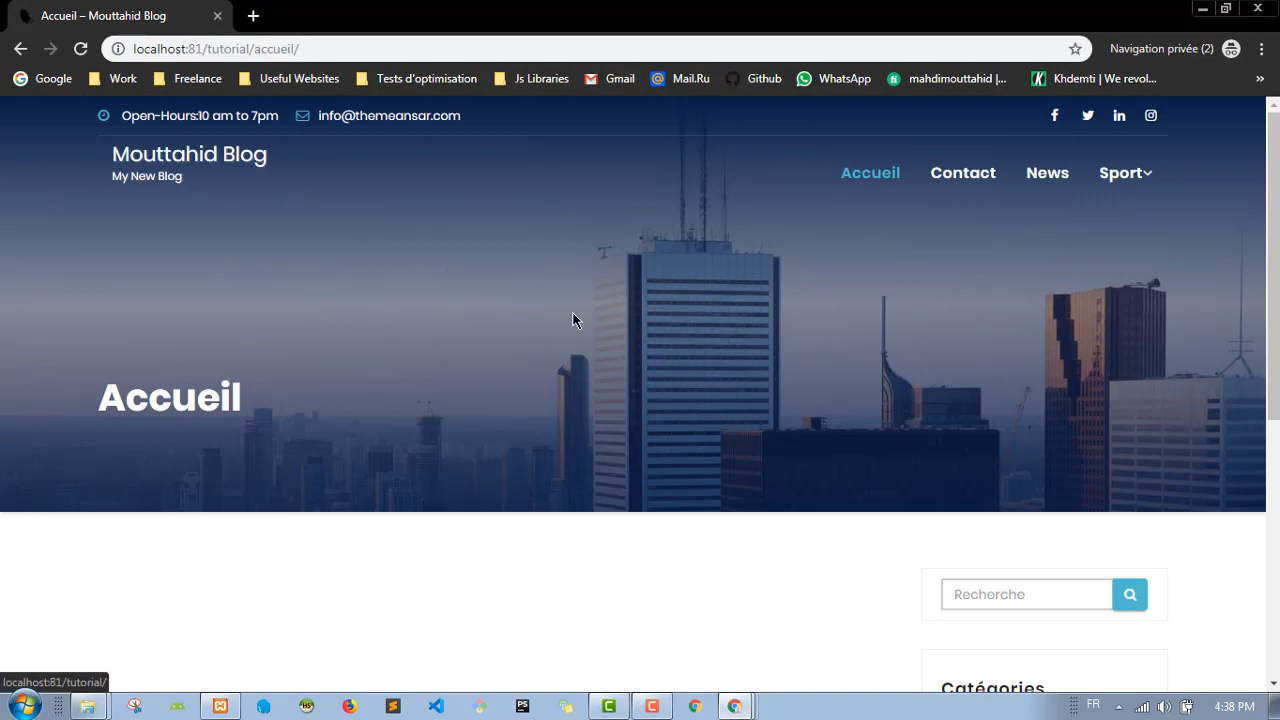 Accueil – Mouttahid Blog
localhost:81/tutorial/accueil/
Navigation privée (2)
Google Work Freelance Useful Websites Tests d'optimisation Js Libraries Gmail Mail.Ru Github WhatsApp mahdimouttahid |... Khdemti | We revol...
Open-Hours:10 am to 7pm info@themeansar.com
Mouttahid Blog
My New Blog
Accueil Contact News Sport
Accueil
Recherche
Catégories
localhost:81/tutorial/
FR 4:38 PM